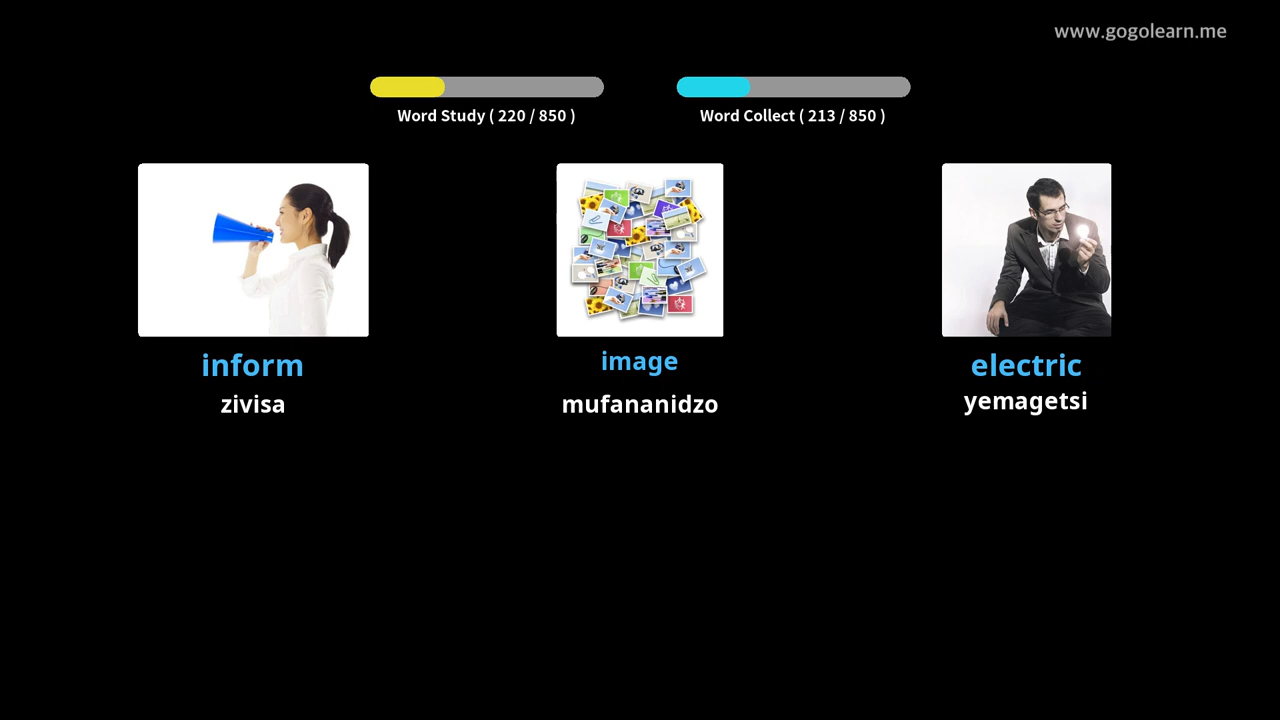 www.gogolearn.me
Word Study ( 220 / 850 )
Word Collect ( 213 / 850 )
inform
zivisa
image
mufananidzo
electric
yemagetsi